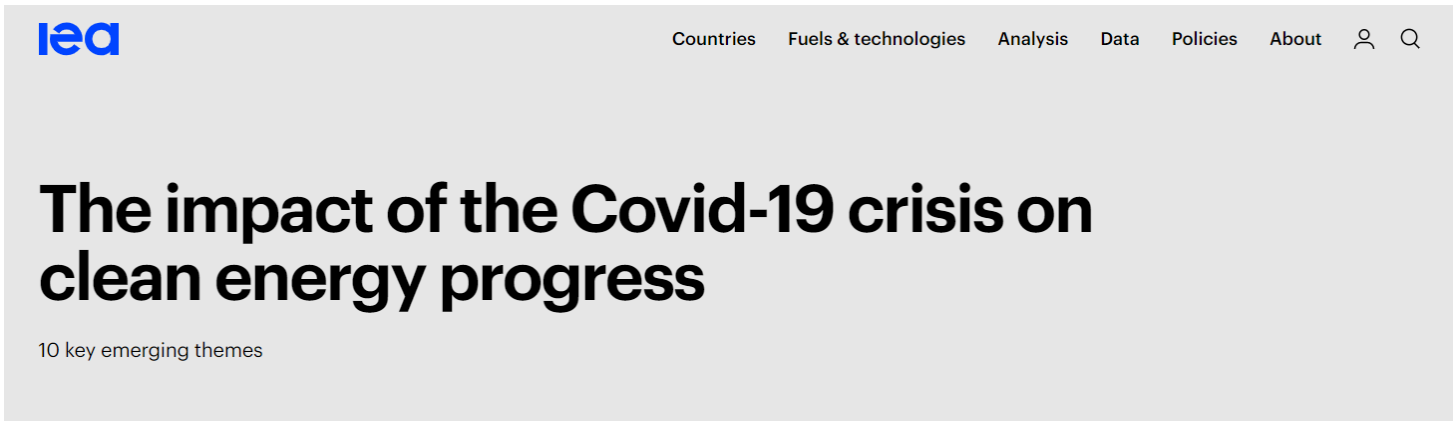 iea
Countries Fuels & technologies Analysis Data Policies About
The impact of the Covid-19 crisis on
clean energy progress
10 key emerging themes